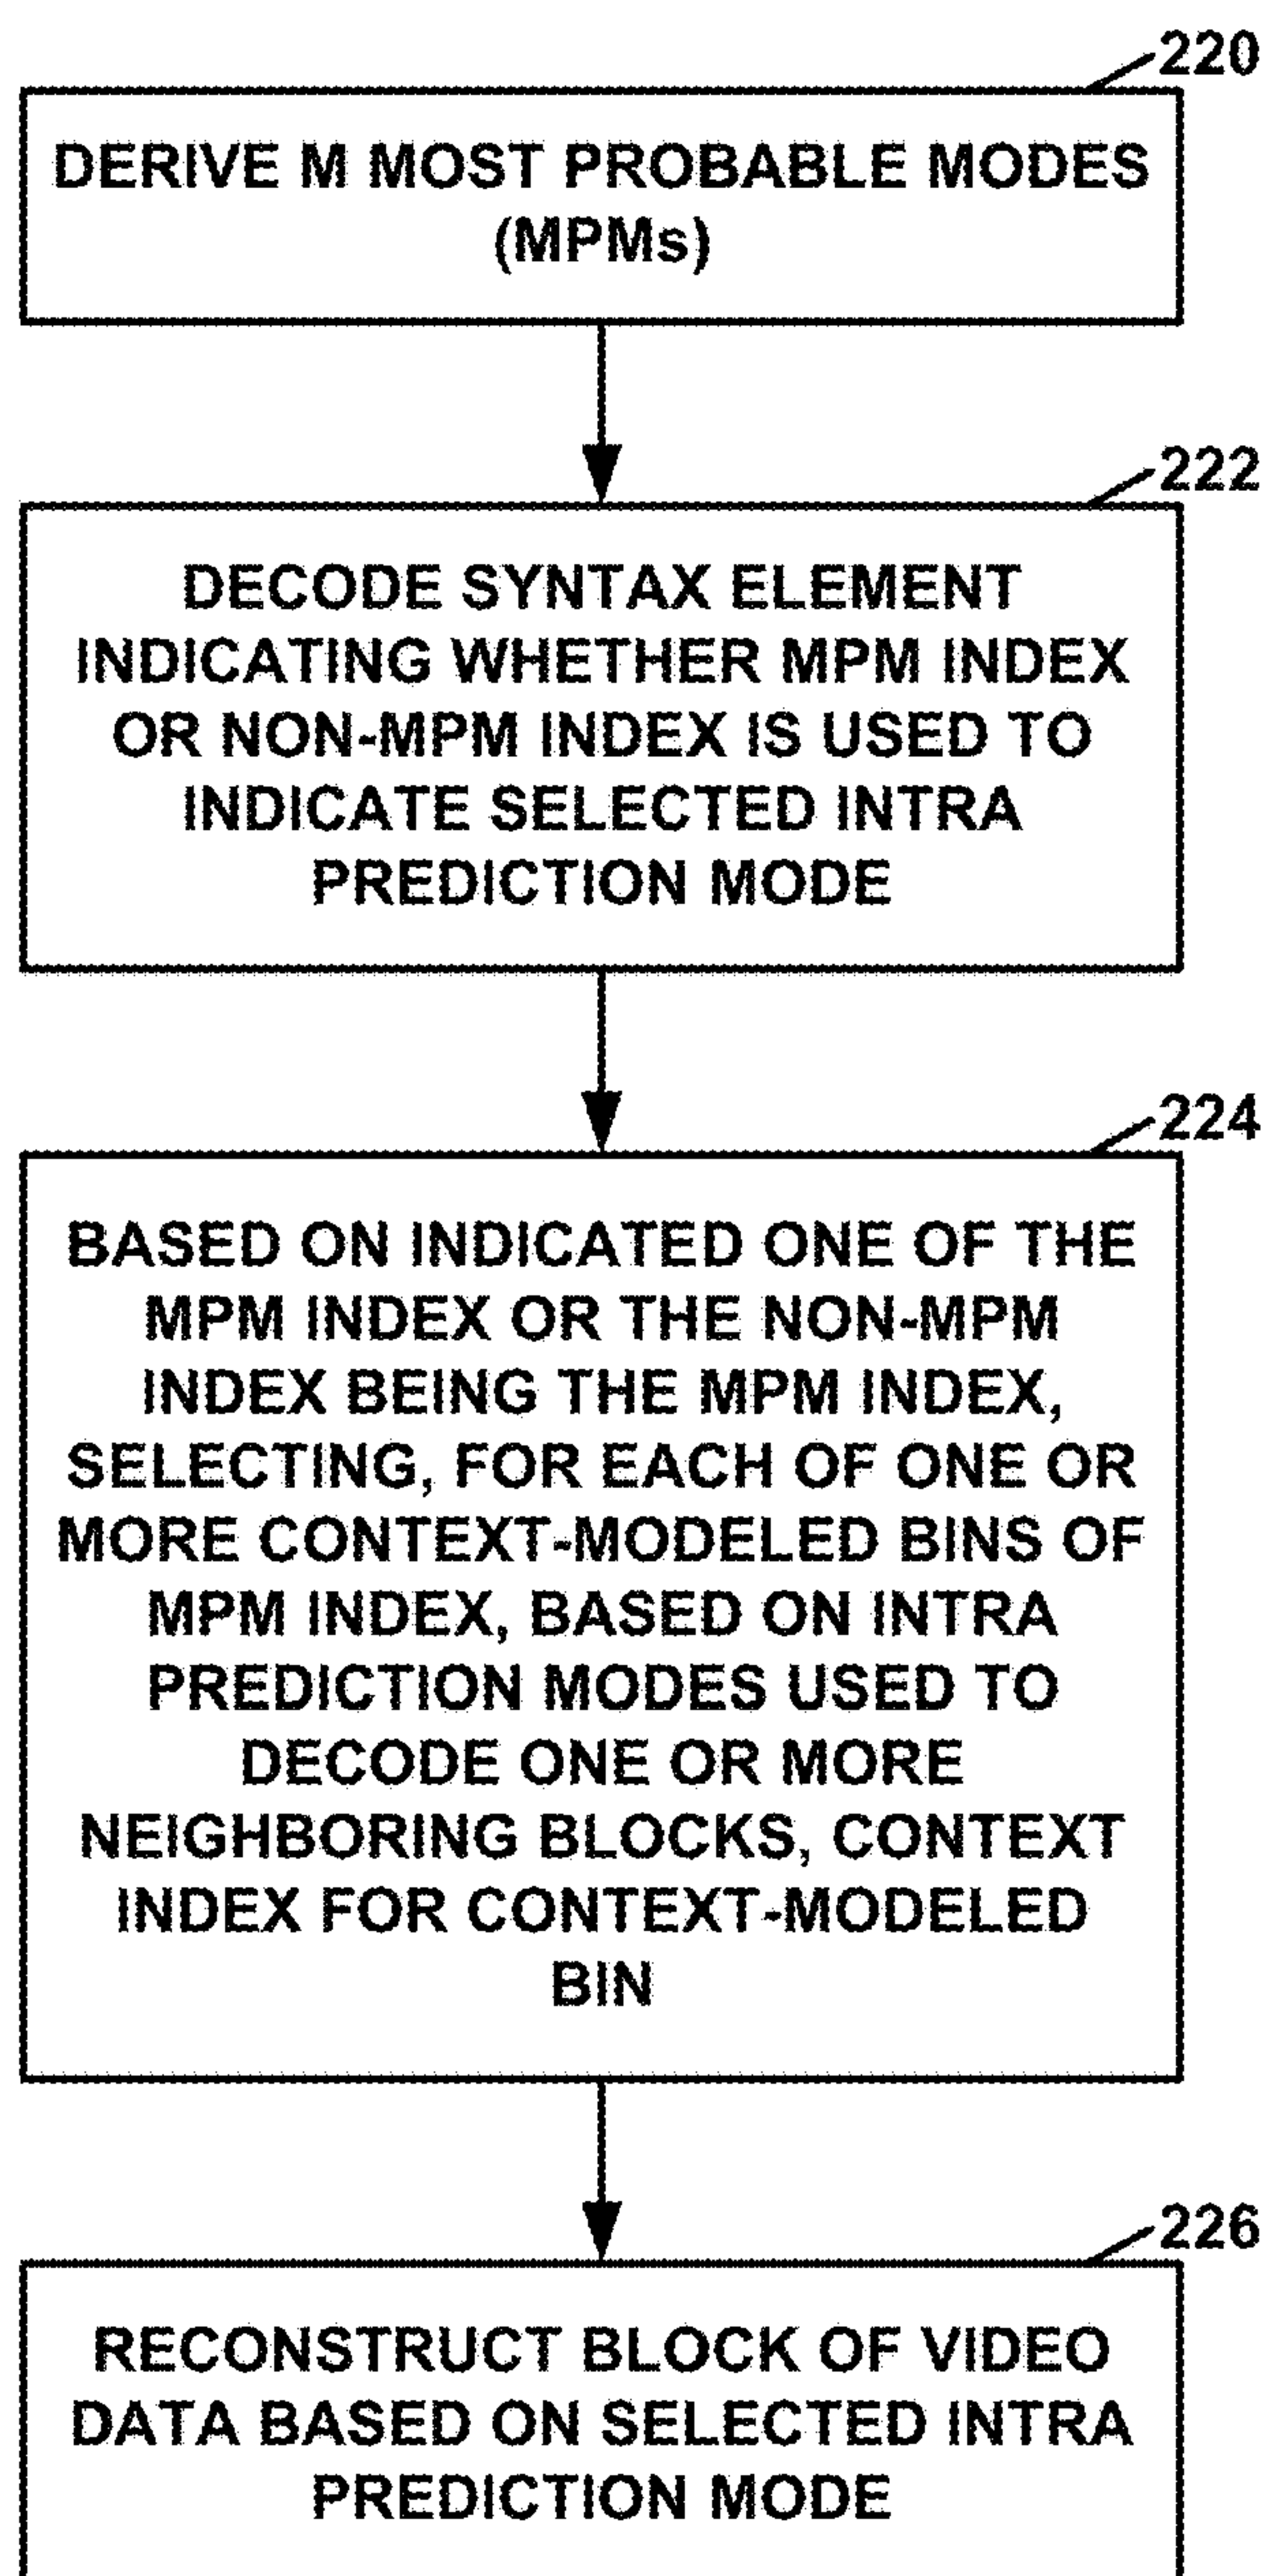 220
DERIVE M MOST PROBABLE MODES
(MPMs)
222
DECODE SYNTAX ELEMENT
INDICATING WHETHER MPM INDEX
OR NON-MPM INDEX IS USED TO
INDICATE SELECTED INTRA
PREDICTION MODE
224
BASED ON INDICATED ONE OF THE
MPM INDEX OR THE NON-MPM
INDEX BEING THE MPM INDEX,
SELECTING, FOR EACH OF ONE OR
MORE CONTEXT-MODELED BINS OF
MPM INDEX, BASED ON INTRA
PREDICTION MODES USED TO
DECODE ONE OR MORE
NEIGHBORING BLOCKS, CONTEXT
INDEX FOR CONTEXT-MODELED
BIN
226
RECONSTRUCT BLOCK OF VIDEO
DATA BASED ON SELECTED INTRA
PREDICTION MODE